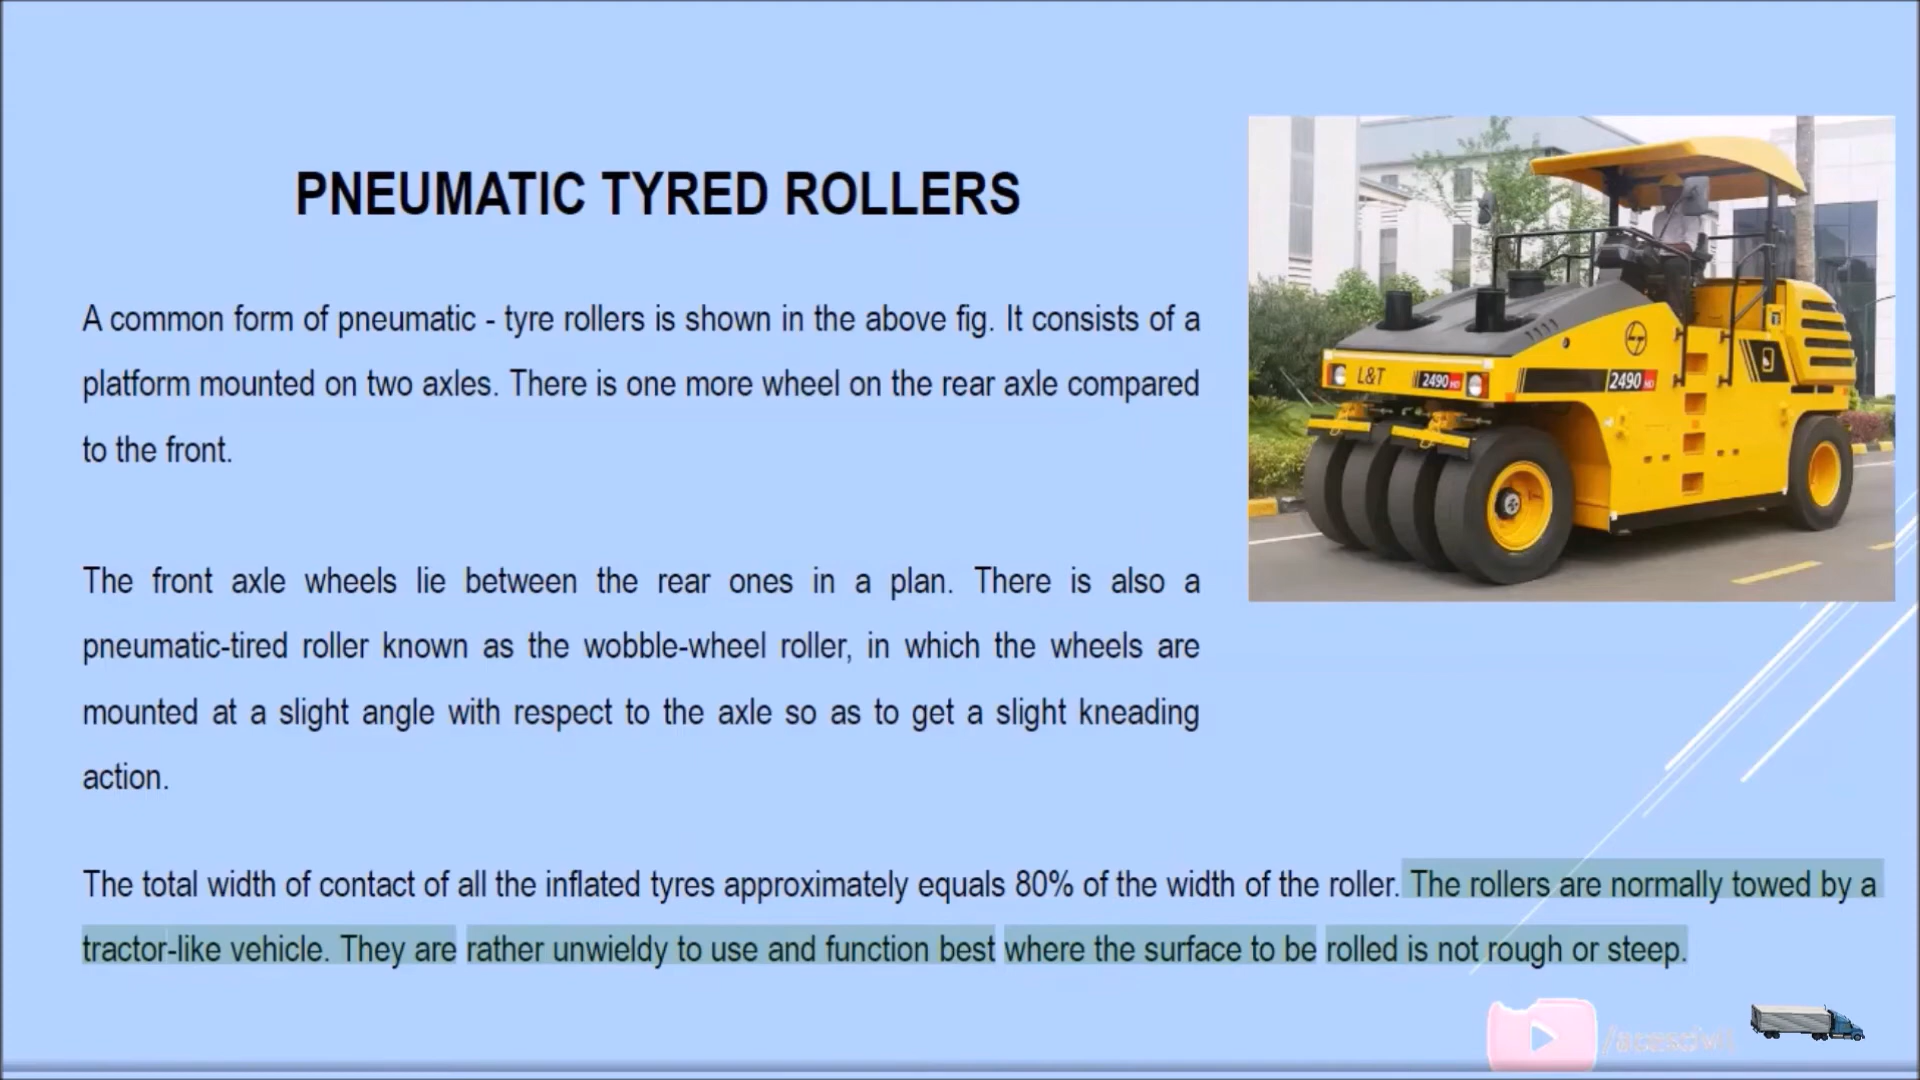 PNEUMATIC TYRED ROLLERS
A common form of pneumatic - tyre rollers is shown in the above fig. It consists of a
platform mounted on two axles. There is one more wheel on the rear axle compared
to the front.
The front axle wheels lie between the rear ones in a plan. There is also a
pneumatic-tired roller known as the wobble-wheel roller, in which the wheels are
mounted at a slight angle with respect to the axle so as to get a slight kneading
action.
The total width of contact of all the inflated tyres approximately equals 80% of the width of the roller. The rollers are normally towed by a
tractor-like vehicle. They are rather unwieldy to use and function best where the surface to be rolled is not rough or steep.
L&T 2490 HD
2490 HD